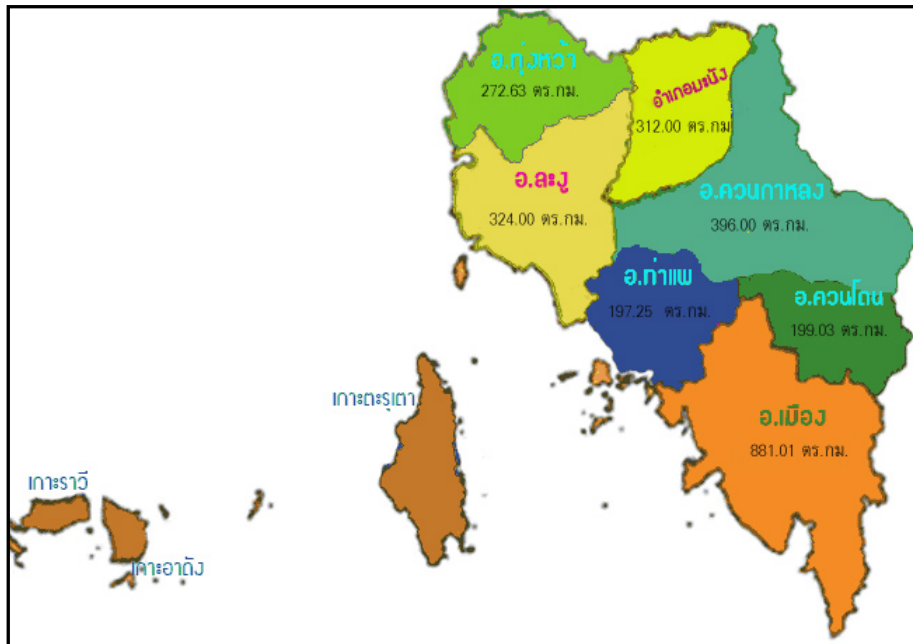 อ.ทุ่งหว้า
272.63 ตร.กม.
อำเภอมะนัง
312.00 ตร.กม
อ.ละงู
324.00 ตร.กม.
อ.ควนกาหลง
396.00 ตร.กม.
อ.ท่าแพ
197.25 ตร.กม.
อ.ควนโดน
199.03 ตร.กม.
เกาะตะรุเตา
อ.เมือง
881.01 ตร.กม.
เกาะราวี
เกาะอาดัง